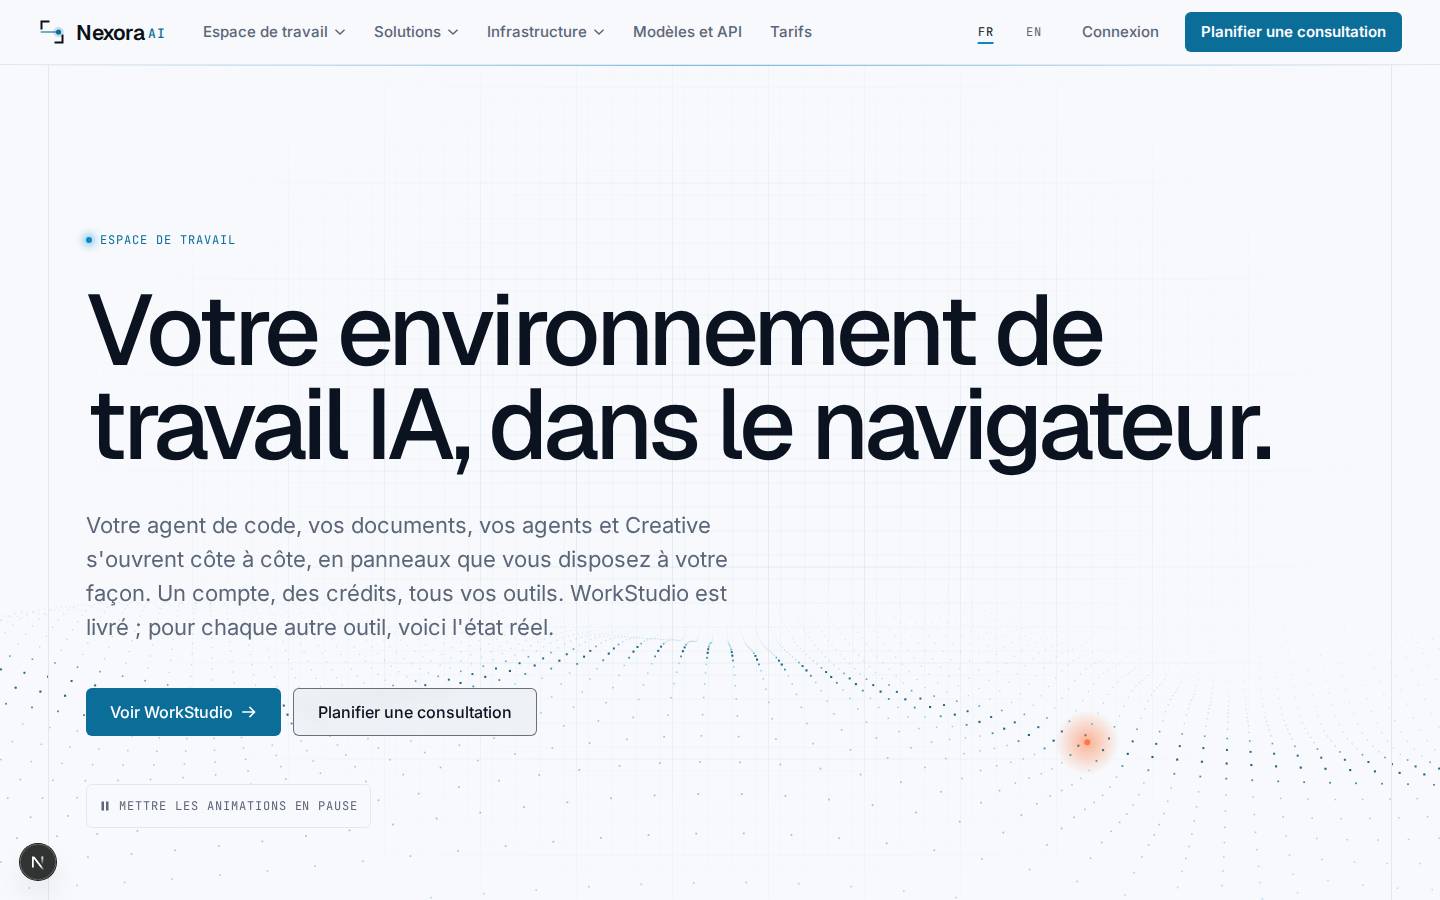 Nexora AI
Espace de travail
Solutions
Infrastructure
Modèles et API
Tarifs
FR
EN
Connexion
Planifier une consultation
ESPACE DE TRAVAIL
Votre environnement de
travail IA, dans le navigateur.
Votre agent de code, vos documents, vos agents et Creative
s'ouvrent côte à côte, en panneaux que vous disposez à votre
façon. Un compte, des crédits, tous vos outils. WorkStudio est
livré ; pour chaque autre outil, voici l'état réel.
Voir WorkStudio →
Planifier une consultation
METTRE LES ANIMATIONS EN PAUSE
N